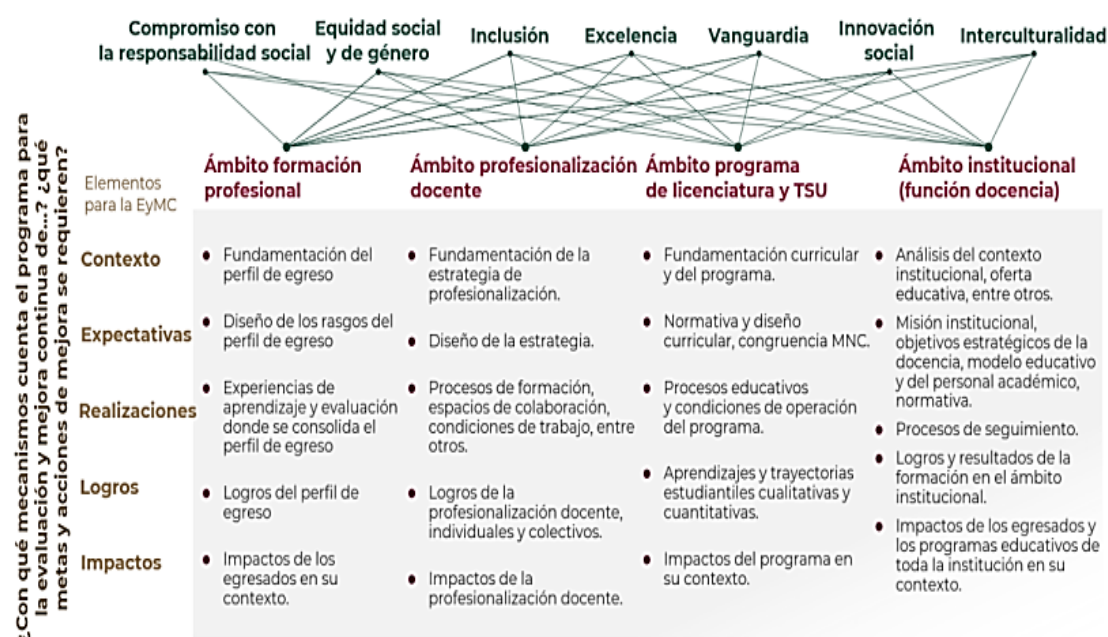 Compromiso con
la responsabilidad social
Equidad social
y de género
Inclusión
Excelencia
Vanguardia
Innovación
social
Interculturalidad
¿Con qué mecanismos cuenta el programa para
la evaluación y mejora continua de...? ¿qué
metas y acciones de mejora se requieren?
Elementos
para la EyMC
Ámbito formación
profesional
Ámbito profesionalización
docente
Ámbito programa
de licenciatura y TSU
Ámbito institucional
(función docencia)
Contexto
• Fundamentación del
perfil de egreso
• Fundamentación de la
estrategia de
profesionalización.
• Fundamentación curricular
y del programa.
• Análisis del contexto
institucional, oferta
educativa, entre otros.
Expectativas
• Diseño de los rasgos del
perfil de egreso
• Diseño de la estrategia.
• Normativa y diseño
curricular, congruencia MNC.
• Misión institucional,
objetivos estratégicos de la
docencia, modelo educativo
y del personal académico,
normativa.
Realizaciones
• Experiencias de
aprendizaje y evaluación
donde se consolida el
perfil de egreso
• Procesos de formación,
espacios de colaboración,
condiciones de trabajo, entre
otros.
• Procesos educativos
y condiciones de operación
del programa.
• Procesos de seguimiento.
Logros
• Logros del perfil de
egreso
• Logros de la
profesionalización docente,
individuales y colectivos.
• Aprendizajes y trayectorias
estudiantiles cualitativas y
cuantitativas.
• Logros y resultados de la
formación en el ámbito
institucional.
Impactos
• Impactos de los
egresados en su
contexto.
• Impactos de la
profesionalización docente.
• Impactos del programa en
su contexto.
• Impactos de los egresados y
los programas educativos de
toda la institución en su
contexto.